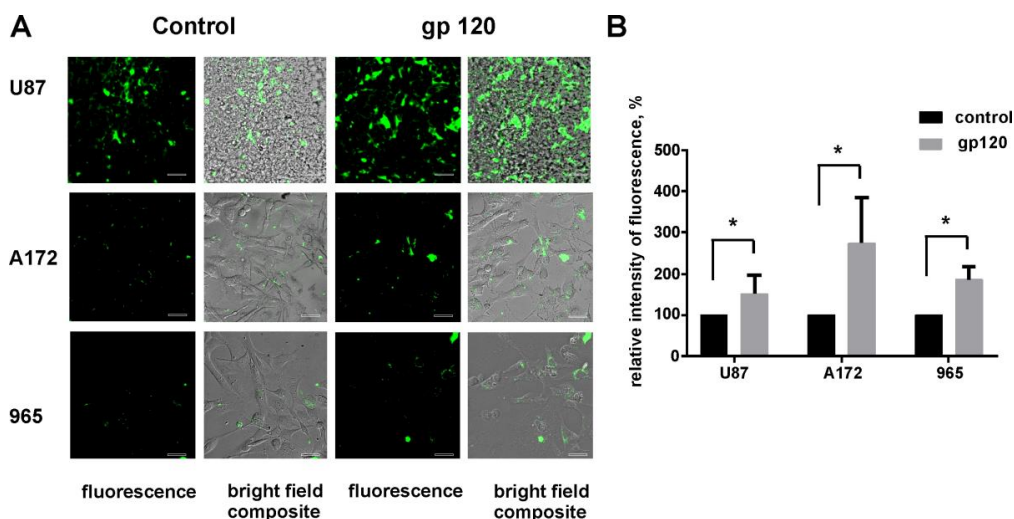 A
Control
gp 120
U87
A172
965
fluorescence
bright field
composite
fluorescence
bright field
composite
B
control
gp120
relative intensity of fluorescence, %
500
400
300
200
100
0
*
*
*
U87
A172
965